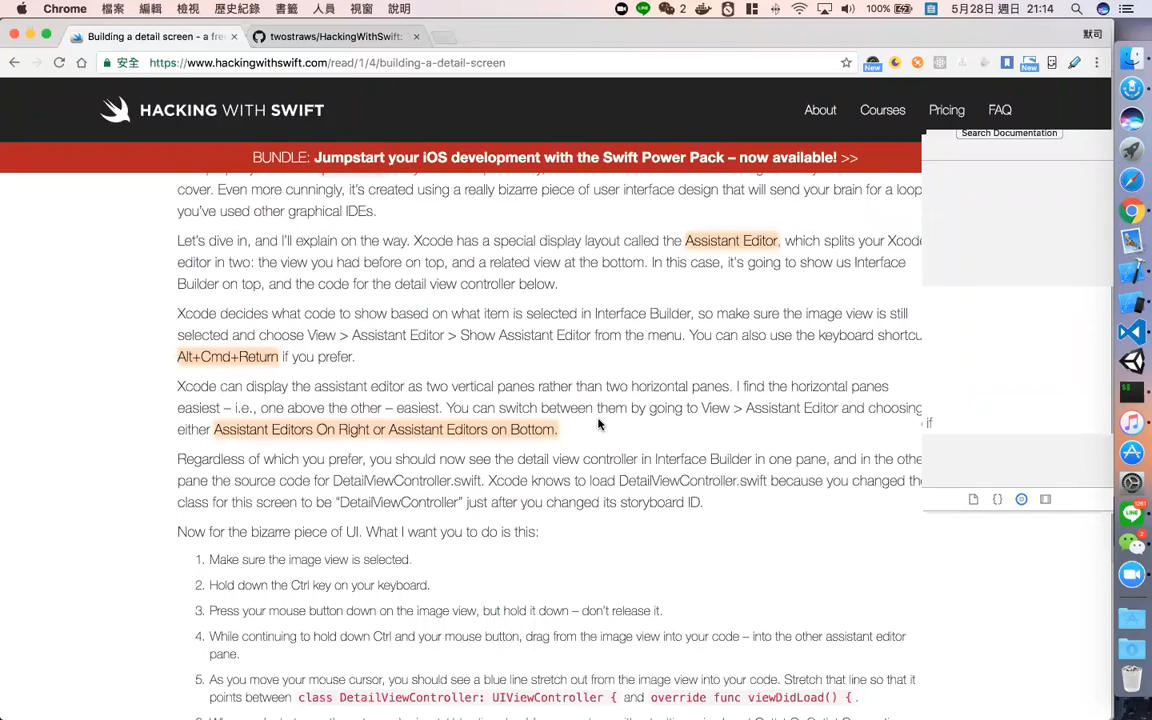 Chrome 檔案 編輯 檢視 歷史紀錄 書籤 人員 視窗 說明 2 100% 5月28日 週日 21:14
Building a detail screen - a fre × twostraws/HackingWithSwift: × 默司
安全 https://www.hackingwithswift.com/read/1/4/building-a-detail-screen New New
HACKING WITH SWIFT About Courses Pricing FAQ
Search Documentation
BUNDLE: Jumpstart your iOS development with the Swift Power Pack – now available! >>
cover. Even more cunningly, it's created using a really bizarre piece of user interface design that will send your brain for a loop
you've used other graphical IDEs.
Let's dive in, and I'll explain on the way. Xcode has a special display layout called the Assistant Editor, which splits your Xcode
editor in two: the view you had before on top, and a related view at the bottom. In this case, it's going to show us Interface
Builder on top, and the code for the detail view controller below.
Xcode decides what code to show based on what item is selected in Interface Builder, so make sure the image view is still
selected and choose View > Assistant Editor > Show Assistant Editor from the menu. You can also use the keyboard shortcu
Alt+Cmd+Return if you prefer.
Xcode can display the assistant editor as two vertical panes rather than two horizontal panes. I find the horizontal panes
easiest – i.e., one above the other – easiest. You can switch between them by going to View > Assistant Editor and choosing
either Assistant Editors On Right or Assistant Editors on Bottom.
if
Regardless of which you prefer, you should now see the detail view controller in Interface Builder in one pane, and in the othe
pane the source code for DetailViewController.swift. Xcode knows to load DetailViewController.swift because you changed the
class for this screen to be "DetailViewController" just after you changed its storyboard ID.
Now for the bizarre piece of UI. What I want you to do is this:
1. Make sure the image view is selected.
2. Hold down the Ctrl key on your keyboard.
3. Press your mouse button down on the image view, but hold it down – don't release it.
4. While continuing to hold down Ctrl and your mouse button, drag from the image view into your code – into the other assistant editor
pane.
5. As you move your mouse cursor, you should see a blue line stretch out from the image view into your code. Stretch that line so that it
points between class DetailViewController: UIViewController { and override func viewDidLoad() { .